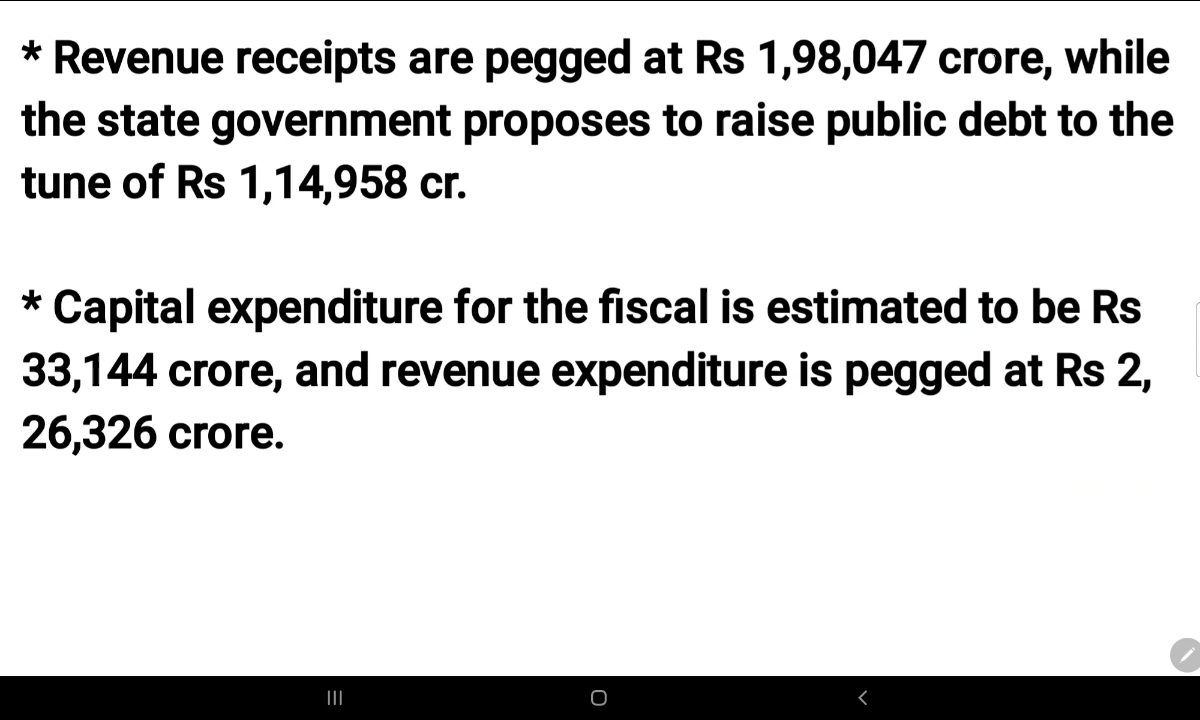 * Revenue receipts are pegged at Rs 1,98,047 crore, while
the state government proposes to raise public debt to the
tune of Rs 1,14,958 cr.
* Capital expenditure for the fiscal is estimated to be Rs
33,144 crore, and revenue expenditure is pegged at Rs 2,
26,326 crore.